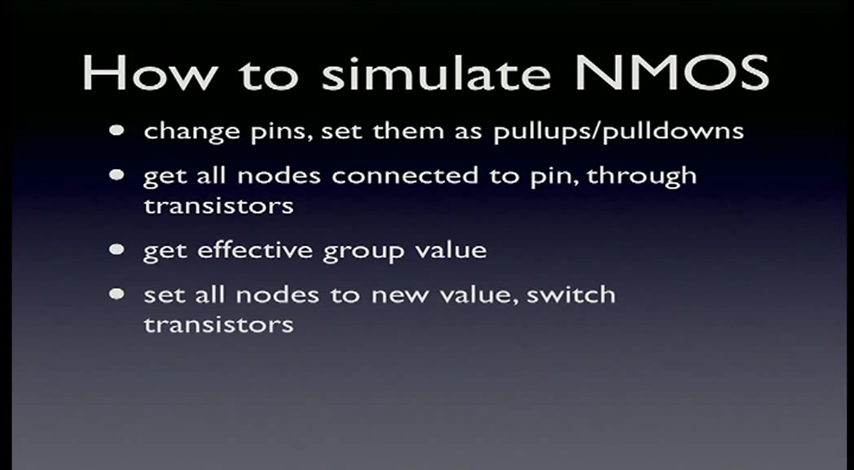 How to simulate NMOS
• change pins, set them as pullups/pulldowns
• get all nodes connected to pin, through
transistors
• get effective group value
• set all nodes to new value, switch
transistors